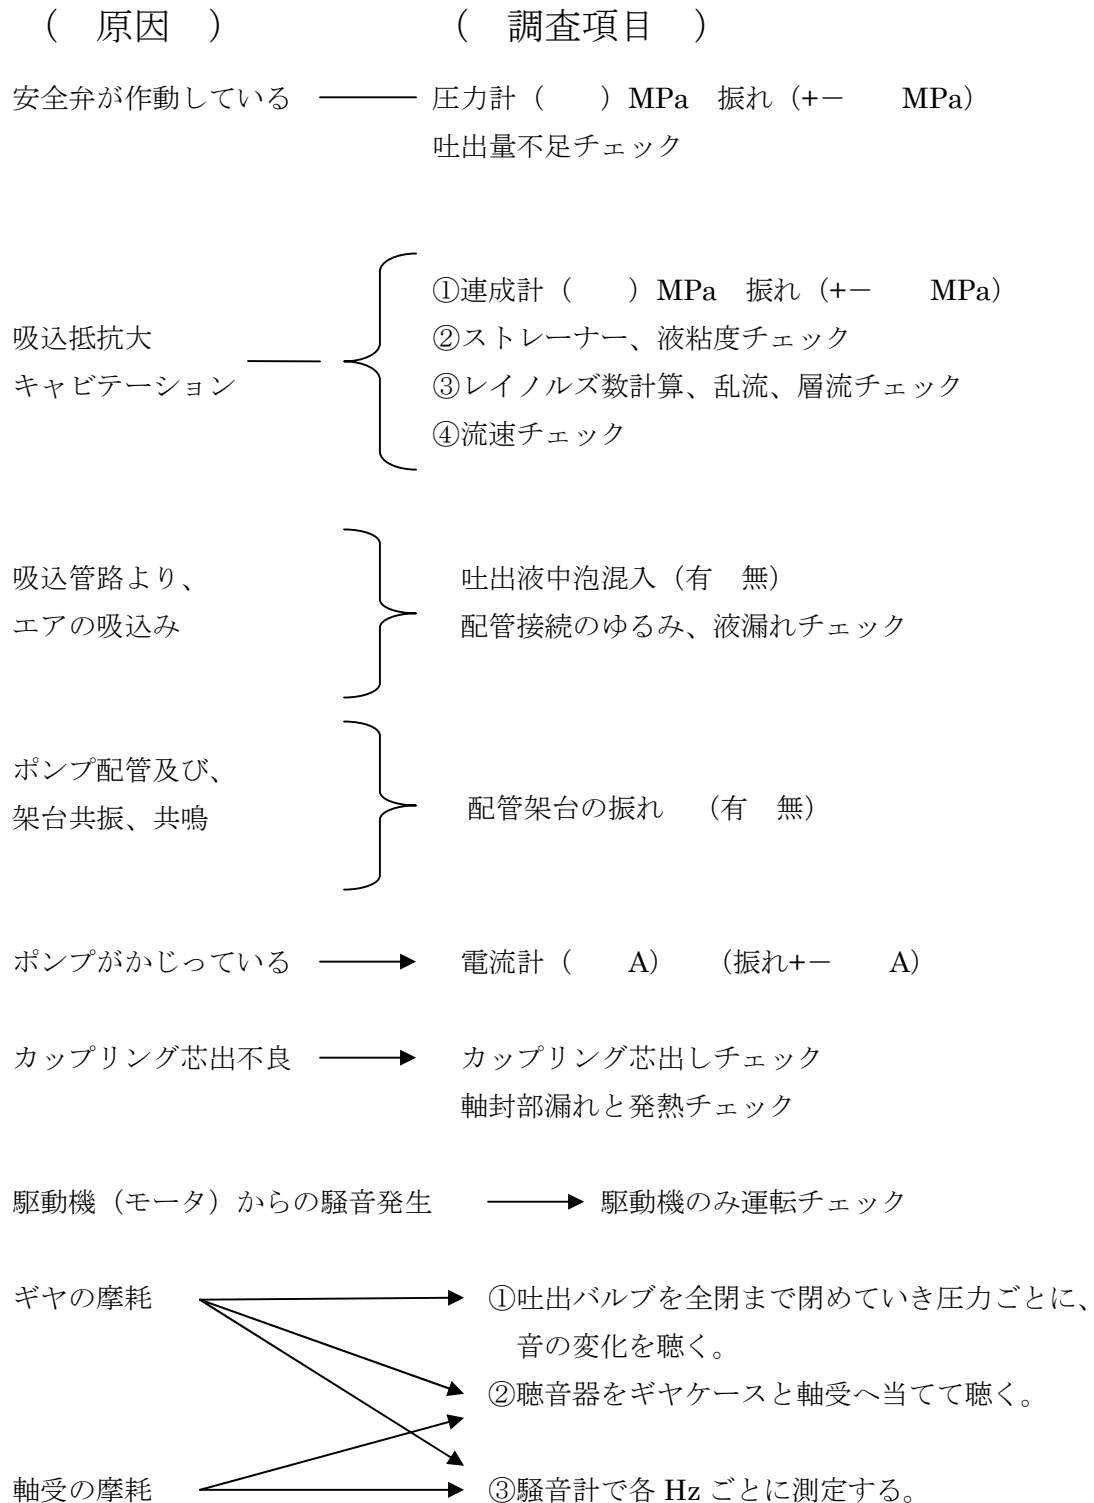 （　原因　）　　　　　　　（　調査項目　）
安全弁が作動している　圧力計（　　）MPa　振れ（+－　　MPa）
吐出量不足チェック
①連成計（　　）MPa　振れ（+－　　MPa）
吸込抵抗大　②ストレーナー、液粘度チェック
キャビテーション　③レイノルズ数計算、乱流、層流チェック
④流速チェック
吸込管路より、　吐出液中泡混入（有　無）
エアの吸込み　配管接続のゆるみ、液漏れチェック
ポンプ配管及び、
架台共振、共鳴　配管架台の振れ　（有　無）
ポンプがかじっている　電流計（　　A）　（振れ+－　　A）
カップリング芯出不良　カップリング芯出しチェック
軸封部漏れと発熱チェック
駆動機（モータ）からの騒音発生　駆動機のみ運転チェック
ギヤの摩耗　①吐出バルブを全閉まで閉めていき圧力ごとに、
音の変化を聴く。
②聴音器をギヤケースと軸受へ当てて聴く。
軸受の摩耗　③騒音計で各 Hz ごとに測定する。